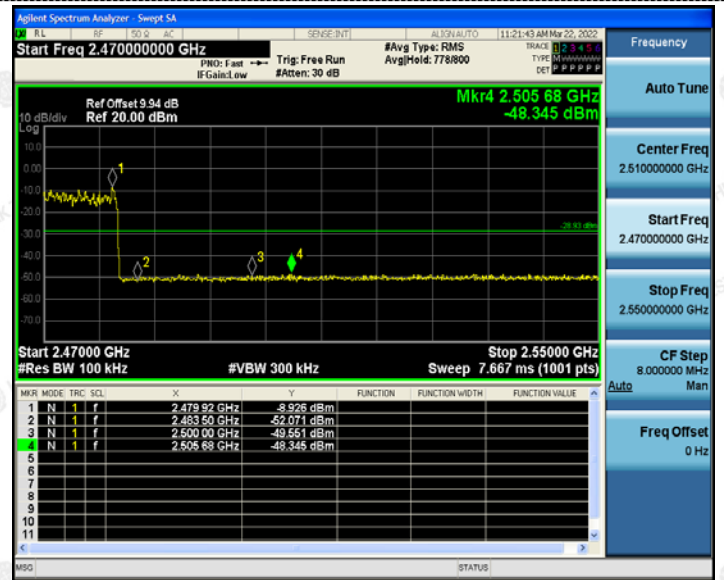 Agilent Spectrum Analyzer - Swept SA
RL RF 50 Ω AC SENSE:INT ALIGN AUTO 11:21:43 AM Mar 22, 2022
Start Freq 2.470000000 GHz
PNO: Fast
IFGain:Low
Trig: Free Run
#Atten: 30 dB
#Avg Type: RMS
Avg|Hold: 778/800
TRACE 1 2 3 4 5 6
TYPE M
DET P P P P P P
Frequency
Mkr4 2.505 68 GHz
-48.345 dBm
Ref Offset 9.94 dB
Ref 20.00 dBm
10 dB/div
Log
10.0
0.00
-10.0
-20.0
-30.0
-40.0
-50.0
-60.0
-70.0
1
2
3
4
-28.93 dBm
Start 2.47000 GHz
#Res BW 100 kHz
#VBW 300 kHz
Stop 2.55000 GHz
Sweep 7.667 ms (1001 pts)
MKR MODE TRC SCL X Y FUNCTION FUNCTION WIDTH FUNCTION VALUE
1 N 1 f 2.479 92 GHz -8.926 dBm
2 N 1 f 2.483 50 GHz -52.071 dBm
3 N 1 f 2.500 00 GHz -49.551 dBm
4 N 1 f 2.505 68 GHz -48.345 dBm
5
6
7
8
9
10
11
MSG
STATUS
Auto Tune
Center Freq
2.510000000 GHz
Start Freq
2.470000000 GHz
Stop Freq
2.550000000 GHz
CF Step
8.000000 MHz
Auto Man
Freq Offset
0 Hz